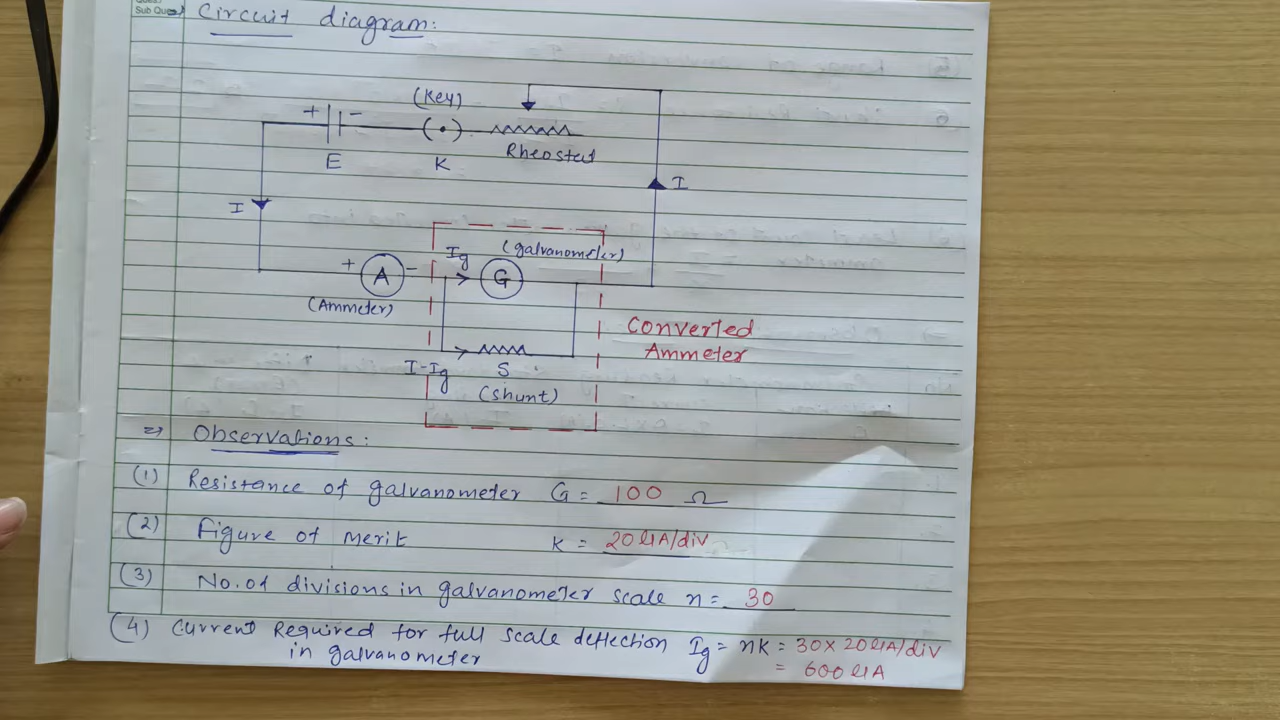 Sub Ques
Circuit diagram:
(Key)
+ -
E
K
Rheostat
I
I
(galvanometer)
Ig
+ A - G
(Ammeter)
Converted
Ammeter
I-Ig S
(shunt)
⇒ Observations:
(1) Resistance of galvanometer G = 100 Ω
(2) Figure of merit K = 20 μA/div
(3) No. of divisions in galvanometer scale n = 30
(4) Current Required for full scale deflection Ig = nK = 30 × 20 μA/div
in galvanometer = 600 μA